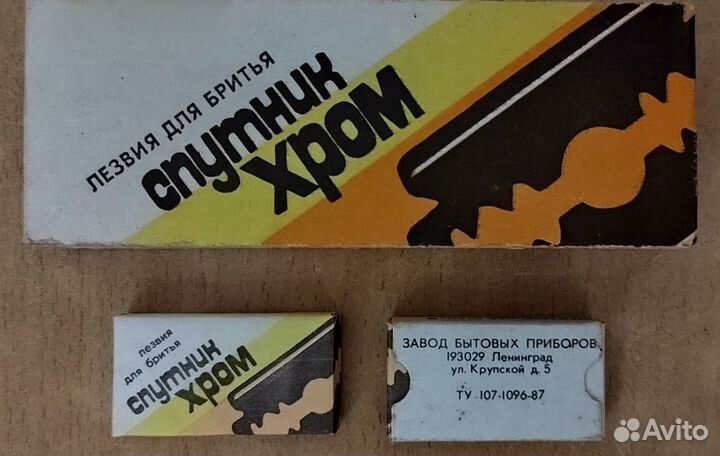 ЛЕЗВИЯ ДЛЯ БРИТЬЯ
СПУТНИК
ХРОМ
лезвия
для бритья
СПУТНИК
ХРОМ
ЗАВОД БЫТОВЫХ ПРИБОРОВ
193029 Ленинград
ул. Крупской д. 5
ТУ 107-1096-87
Avito